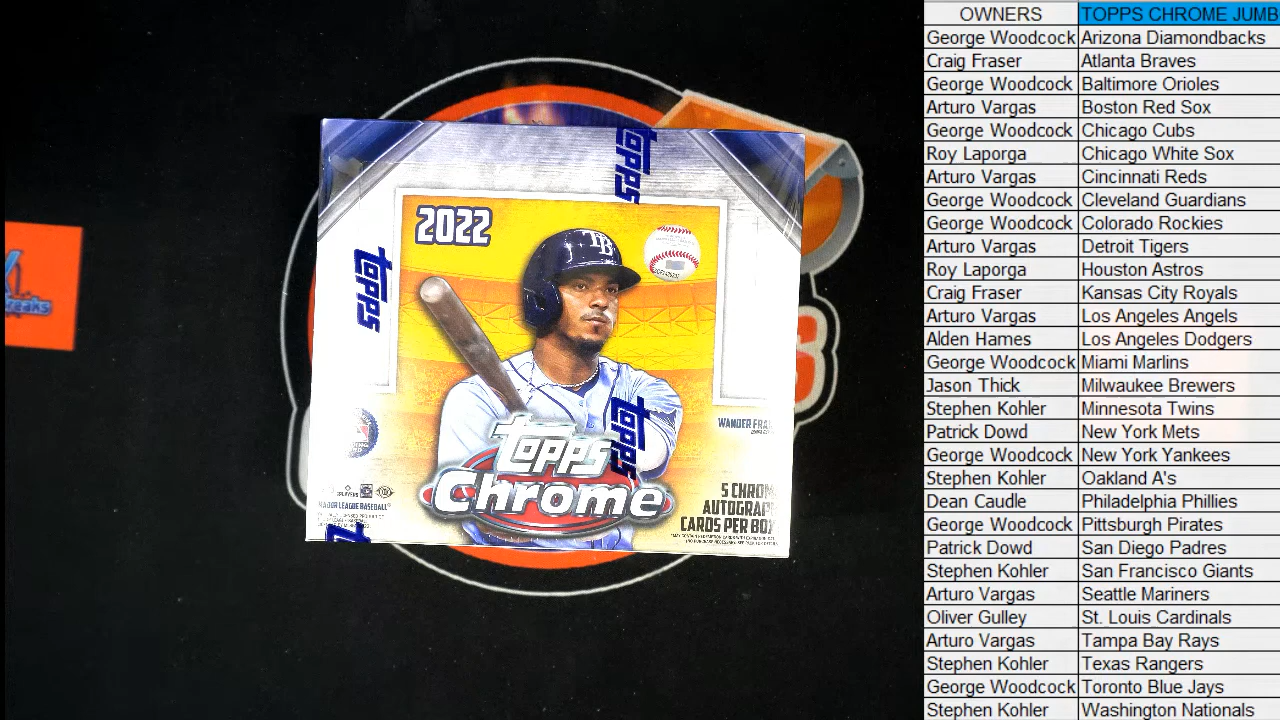 OWNERS TOPPS CHROME JUMB
George Woodcock Arizona Diamondbacks
Craig Fraser Atlanta Braves
George Woodcock Baltimore Orioles
Arturo Vargas Boston Red Sox
George Woodcock Chicago Cubs
Roy Laporga Chicago White Sox
Arturo Vargas Cincinnati Reds
George Woodcock Cleveland Guardians
George Woodcock Colorado Rockies
Arturo Vargas Detroit Tigers
Roy Laporga Houston Astros
Craig Fraser Kansas City Royals
Arturo Vargas Los Angeles Angels
Alden Hames Los Angeles Dodgers
George Woodcock Miami Marlins
Jason Thick Milwaukee Brewers
Stephen Kohler Minnesota Twins
Patrick Dowd New York Mets
George Woodcock New York Yankees
Stephen Kohler Oakland A's
Dean Caudle Philadelphia Phillies
George Woodcock Pittsburgh Pirates
Patrick Dowd San Diego Padres
Stephen Kohler San Francisco Giants
Arturo Vargas Seattle Mariners
Oliver Gulley St. Louis Cardinals
Arturo Vargas Tampa Bay Rays
Stephen Kohler Texas Rangers
George Woodcock Toronto Blue Jays
Stephen Kohler Washington Nationals
Topps
2022
TB
Topps
Topps
WANDER FRA
Topps
Chrome
5 CHROM
AUTOGRAP
CARDS PER BOX
MAJOR LEAGUE BASEBALL